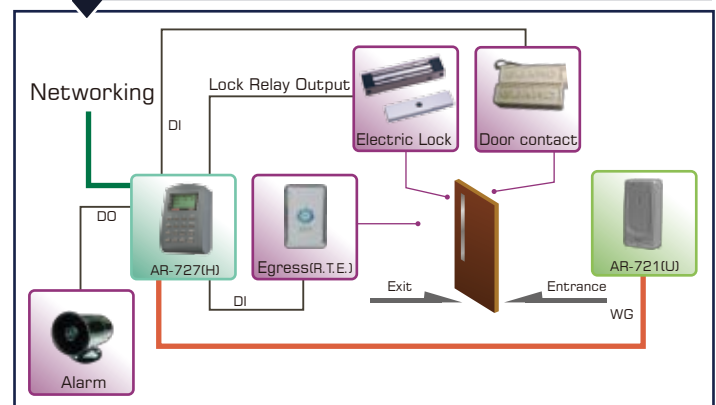 Networking
Lock Relay Output
DI
Electric Lock
Door contact
DO
AR-727(H)
Egress(R.T.E.)
AR-721(U)
DI
Exit
Entrance
WG
Alarm